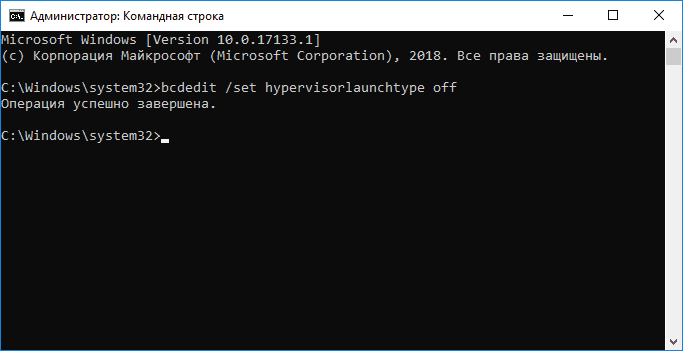 Администратор: Командная строка
Microsoft Windows [Version 10.0.17133.1]
(c) Корпорация Майкрософт (Microsoft Corporation), 2018. Все права защищены.
C:\Windows\system32>bcdedit /set hypervisorlaunchtype off
Операция успешно завершена.
C:\Windows\system32>